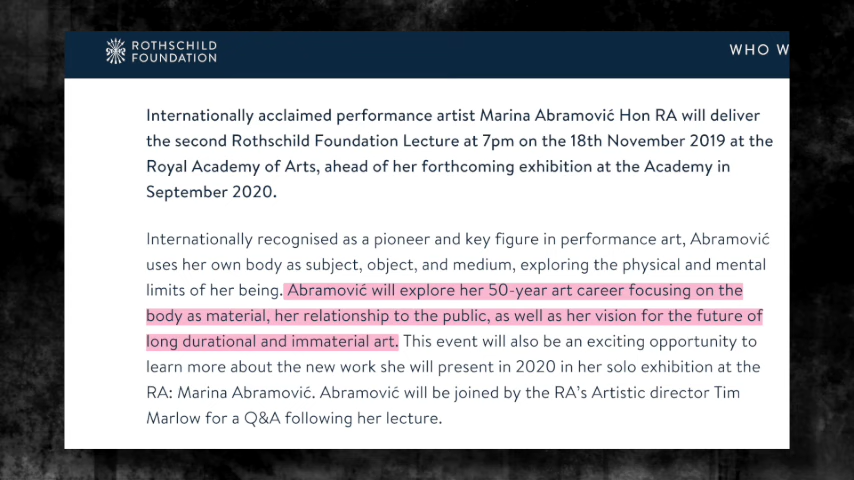 ROTHSCHILD
FOUNDATION
WHO W
Internationally acclaimed performance artist Marina Abramović Hon RA will deliver
the second Rothschild Foundation Lecture at 7pm on the 18th November 2019 at the
Royal Academy of Arts, ahead of her forthcoming exhibition at the Academy in
September 2020.
Internationally recognised as a pioneer and key figure in performance art, Abramović
uses her own body as subject, object, and medium, exploring the physical and mental
limits of her being. Abramović will explore her 50-year art career focusing on the
body as material, her relationship to the public, as well as her vision for the future of
long durational and immaterial art. This event will also be an exciting opportunity to
learn more about the new work she will present in 2020 in her solo exhibition at the
RA: Marina Abramović. Abramović will be joined by the RA's Artistic director Tim
Marlow for a Q&A following her lecture.